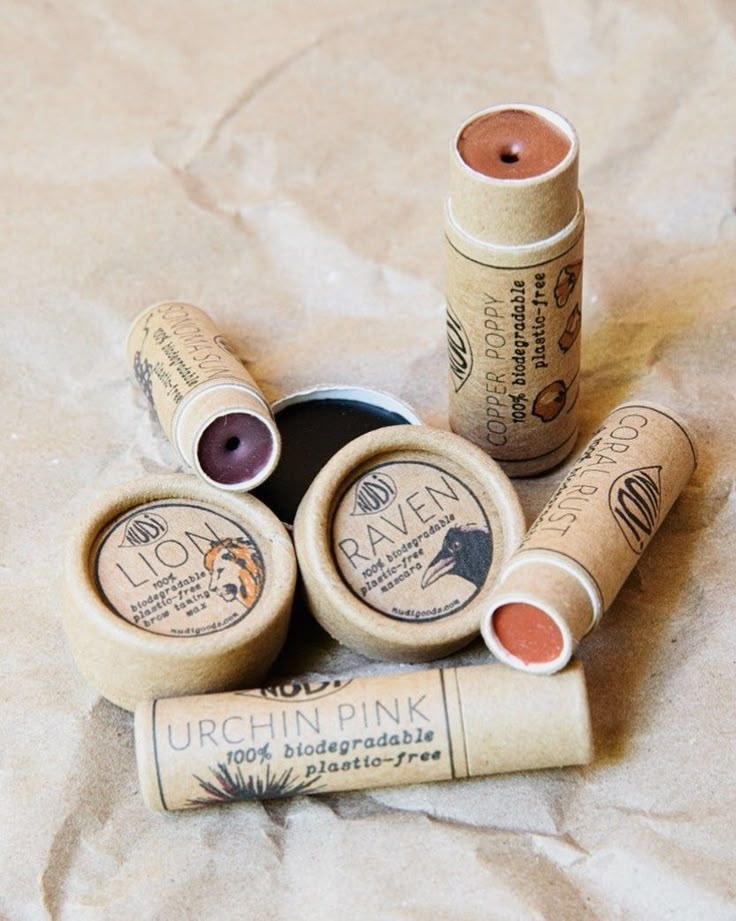 NUDI
COPPER POPPY
100% biodegradable
plastic-free
SONORA SUN
100% biodegradable
plastic-free
NUDI
CORAL RUST
NUDI
LION
100%
biodegradable
plastic-free
brow taming
wax
nudigoods.com
NUDI
RAVEN
100% biodegradable
plastic-free
mascara
nudigoods.com
NUDI
URCHIN PINK
100% biodegradable
plastic-free